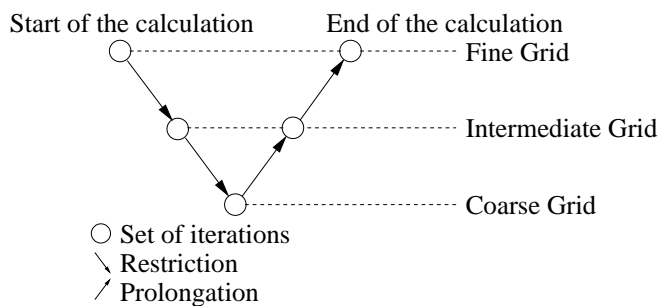 Start of the calculation
End of the calculation
Fine Grid
Intermediate Grid
Coarse Grid
Set of iterations
Restriction
Prolongation